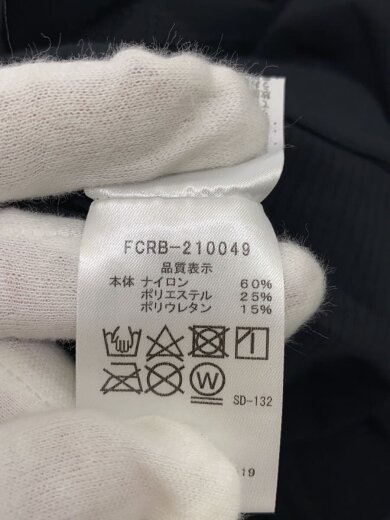 FCRB-210049
品質表示
本体 ナイロン 60%
ポリエステル 25%
ポリウレタン 15%
W
SD-132
19